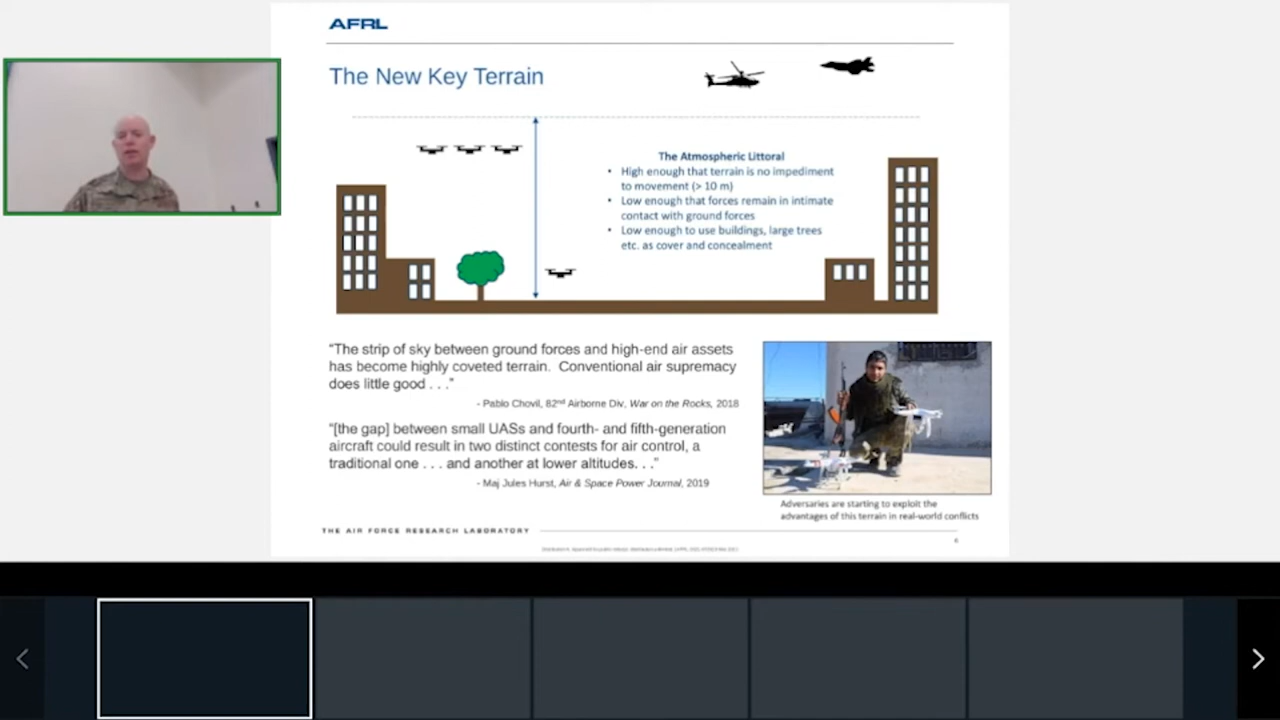 AFRL
The New Key Terrain
The Atmospheric Littoral
• High enough that terrain is no impediment
to movement (> 10 m)
• Low enough that forces remain in intimate
contact with ground forces
• Low enough to use buildings, large trees
etc. as cover and concealment
“The strip of sky between ground forces and high-end air assets
has become highly coveted terrain.  Conventional air supremacy
does little good . . .”
- Pablo Chovil, 82nd Airborne Div, War on the Rocks, 2018
“[the gap] between small UASs and fourth- and fifth-generation
aircraft could result in two distinct contests for air control, a
traditional one . . . and another at lower altitudes. . .”
- Maj Jules Hurst, Air & Space Power Journal, 2019
Adversaries are starting to exploit the
advantages of this terrain in real-world conflicts
THE AIR FORCE RESEARCH LABORATORY